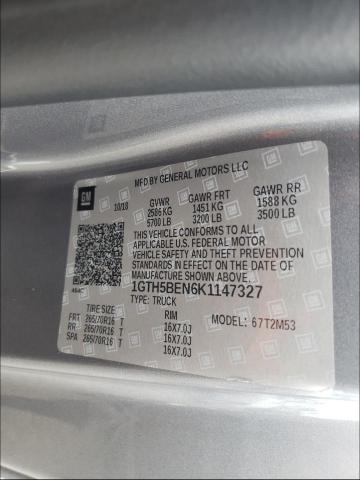 MFD BY GENERAL MOTORS LLC
GM
10/18
GVWR GAWR FRT GAWR RR
2586 KG 1451 KG 1588 KG
5700 LB 3200 LB 3500 LB
THIS VEHICLE CONFORMS TO ALL
APPLICABLE U.S. FEDERAL MOTOR
VEHICLE SAFETY AND THEFT PREVENTION
STANDARDS IN EFFECT ON THE DATE OF
MANUFACTURE SHOWN ABOVE.
1GTH5BEN6K1147327
TYPE: TRUCK
MODEL: 67T2M53
TIRE SIZE RIM
FRT 265/70R16 T 16X7.0J
RR 265/70R16 T 16X7.0J
SPA 265/70R16 T 16X7.0J